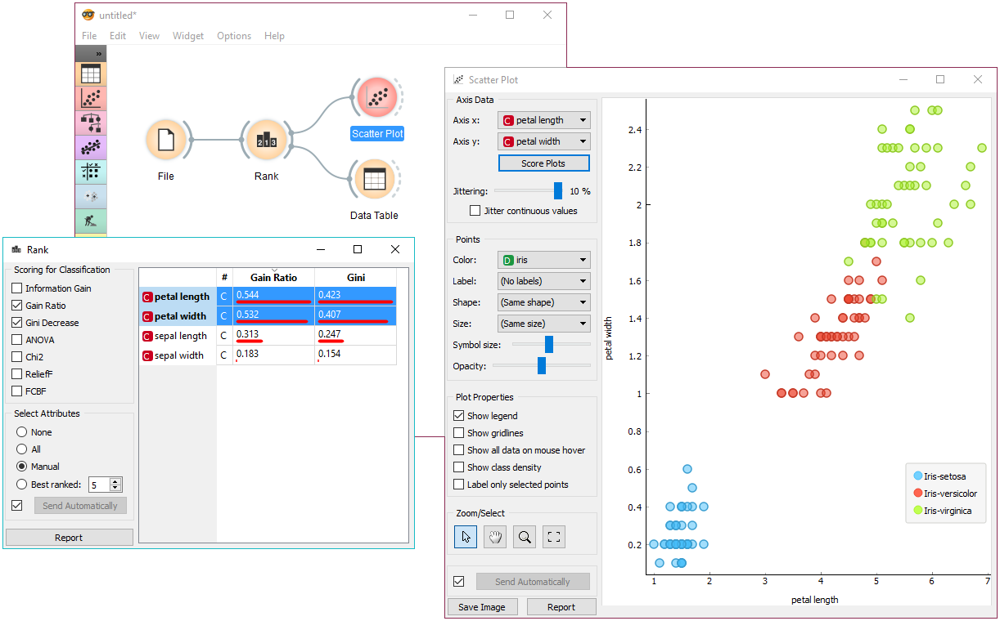 untitled*
File Edit View Widget Options Help
»
File
Rank
213
Scatter Plot
Data Table
Rank
Scoring for Classification
Information Gain
Gain Ratio
Gini Decrease
ANOVA
Chi2
ReliefF
FCBF
Select Attributes
None
All
Manual
Best ranked: 5
Send Automatically
Report
# Gain Ratio Gini
C petal length C 0.544 0.423
C petal width C 0.532 0.407
C sepal length C 0.313 0.247
C sepal width C 0.183 0.154
Scatter Plot
Axis Data
Axis x: C petal length
Axis y: C petal width
Score Plots
Jittering: 10 %
Jitter continuous values
Points
Color: D iris
Label: (No labels)
Shape: (Same shape)
Size: (Same size)
Symbol size:
Opacity:
Plot Properties
Show legend
Show gridlines
Show all data on mouse hover
Show class density
Label only selected points
Zoom/Select
Send Automatically
Save Image Report
petal width
2.4
2.2
2
1.8
1.6
1.4
1.2
1
0.8
0.6
0.4
0.2
1 2 3 4 5 6 7
petal length
Iris-setosa
Iris-versicolor
Iris-virginica